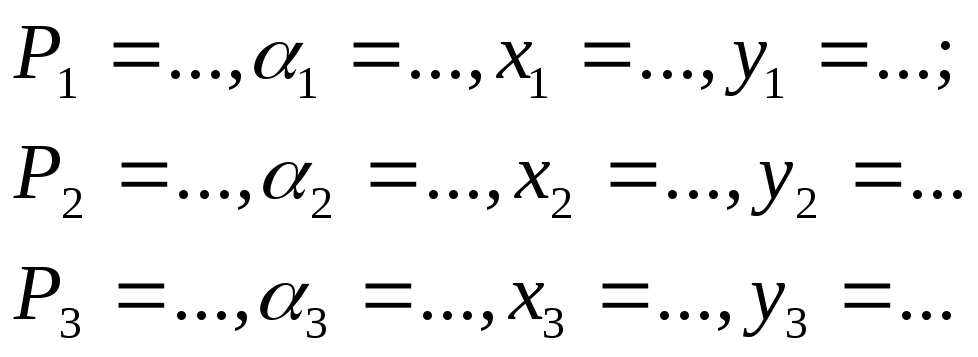 P₁ =..., α₁ =..., x₁ =..., y₁ =...;
P₂ =..., α₂ =..., x₂ =..., y₂ =...
P₃ =..., α₃ =..., x₃ =..., y₃ =...